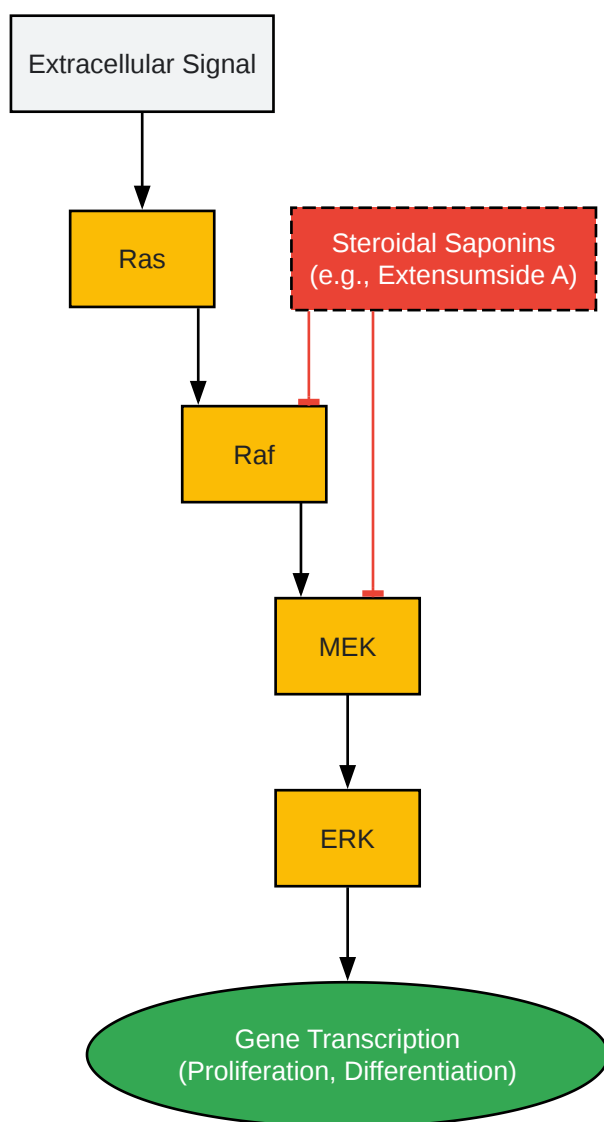 Extracellular Signal
Ras
Steroidal Saponins
(e.g., Extensumside A)
Raf
MEK
ERK
Gene Transcription
(Proliferation, Differentiation)